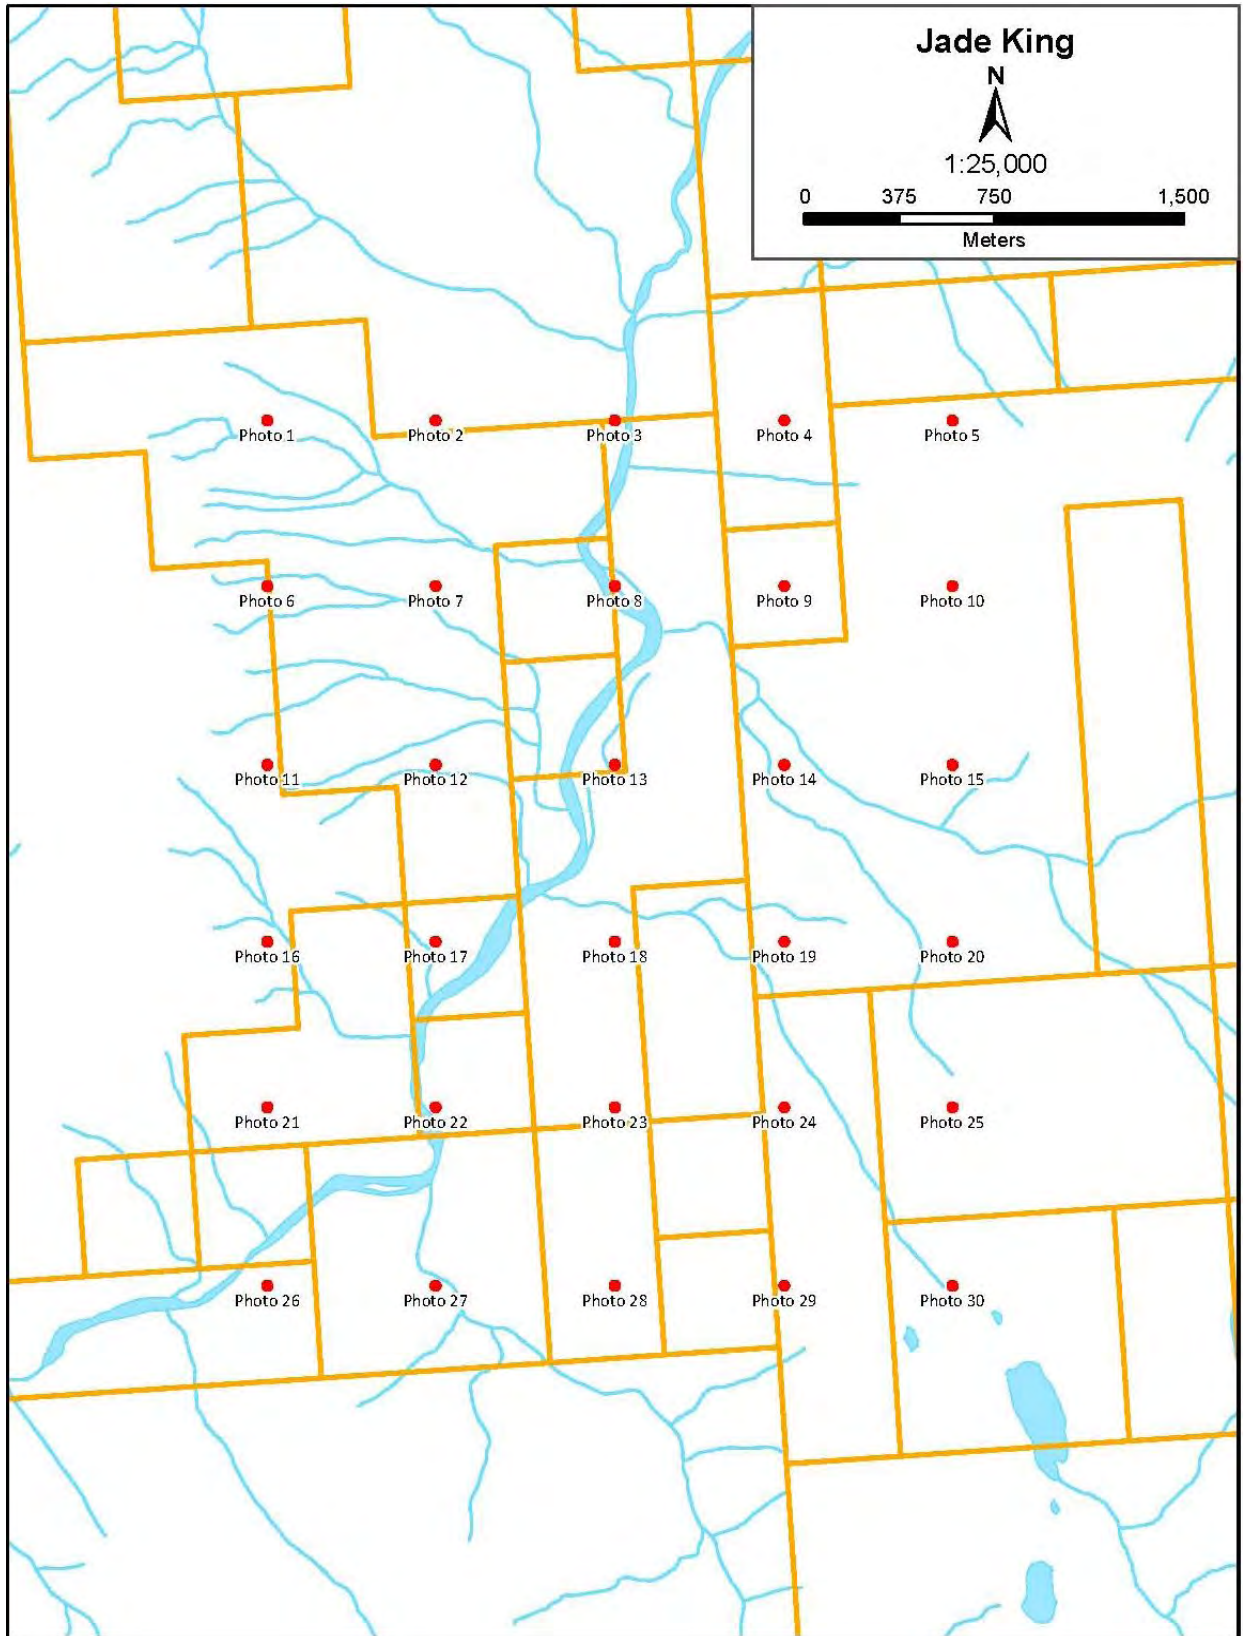 Jade King
N
1:25,000
0 375 750 1,500
Meters
Photo 1 Photo 2 Photo 3 Photo 4 Photo 5
Photo 6 Photo 7 Photo 8 Photo 9 Photo 10
Photo 11 Photo 12 Photo 13 Photo 14 Photo 15
Photo 16 Photo 17 Photo 18 Photo 19 Photo 20
Photo 21 Photo 22 Photo 23 Photo 24 Photo 25
Photo 26 Photo 27 Photo 28 Photo 29 Photo 30